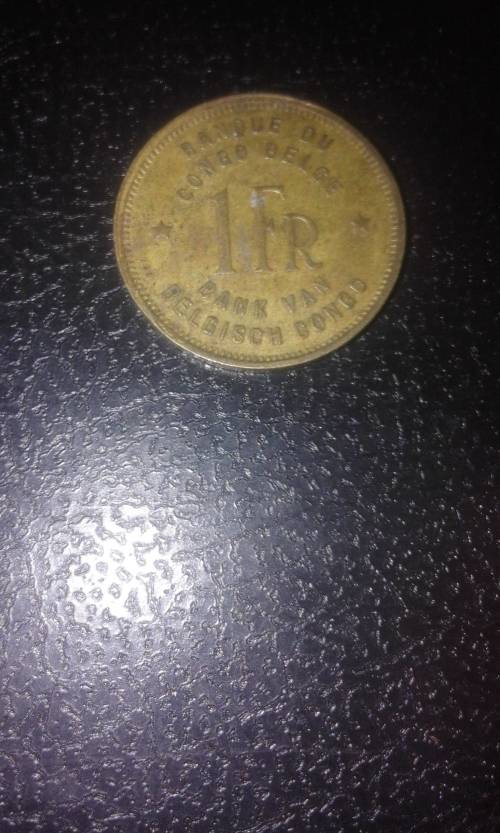 BANQUE DU
CONGO BELGE
1 FR
BANK VAN
BELGISCH CONGO